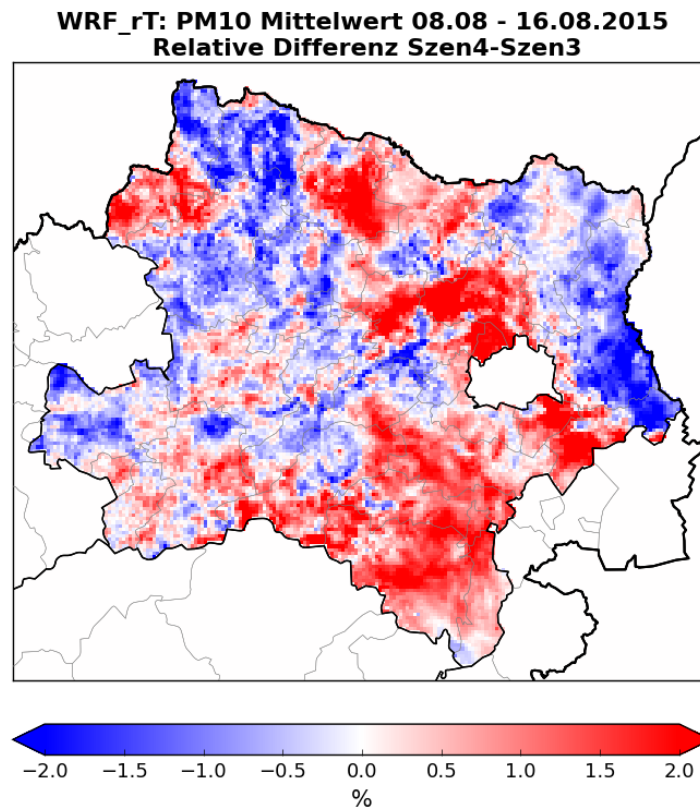 WRF_rT: PM10 Mittelwert 08.08 - 16.08.2015
Relative Differenz Szen4-Szen3
−2.0 −1.5 −1.0 −0.5 0.0 0.5 1.0 1.5 2.0
%